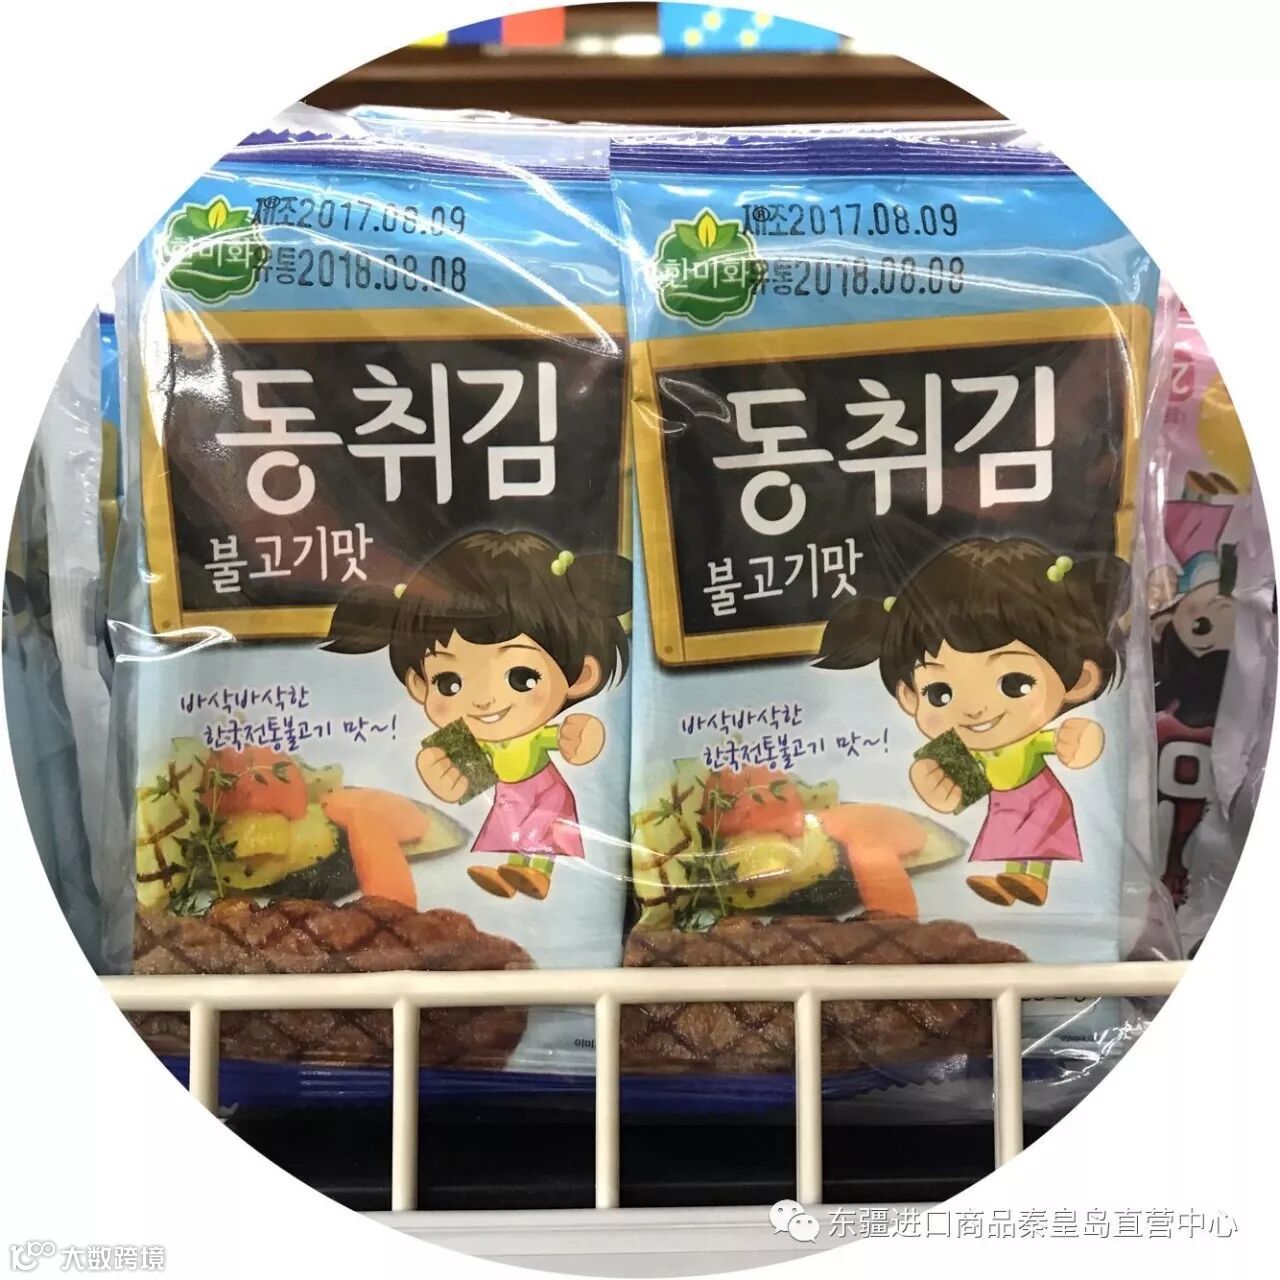 제조2017.08.09
유통2018.08.08
한미화
동취김
불고기맛
바삭바삭한
한국전통불고기 맛~!
제조2017.08.09
유통2018.08.08
한미화
동취김
불고기맛
바삭바삭한
한국전통불고기 맛~!
东疆进口商品秦皇岛直营中心
大数跨境